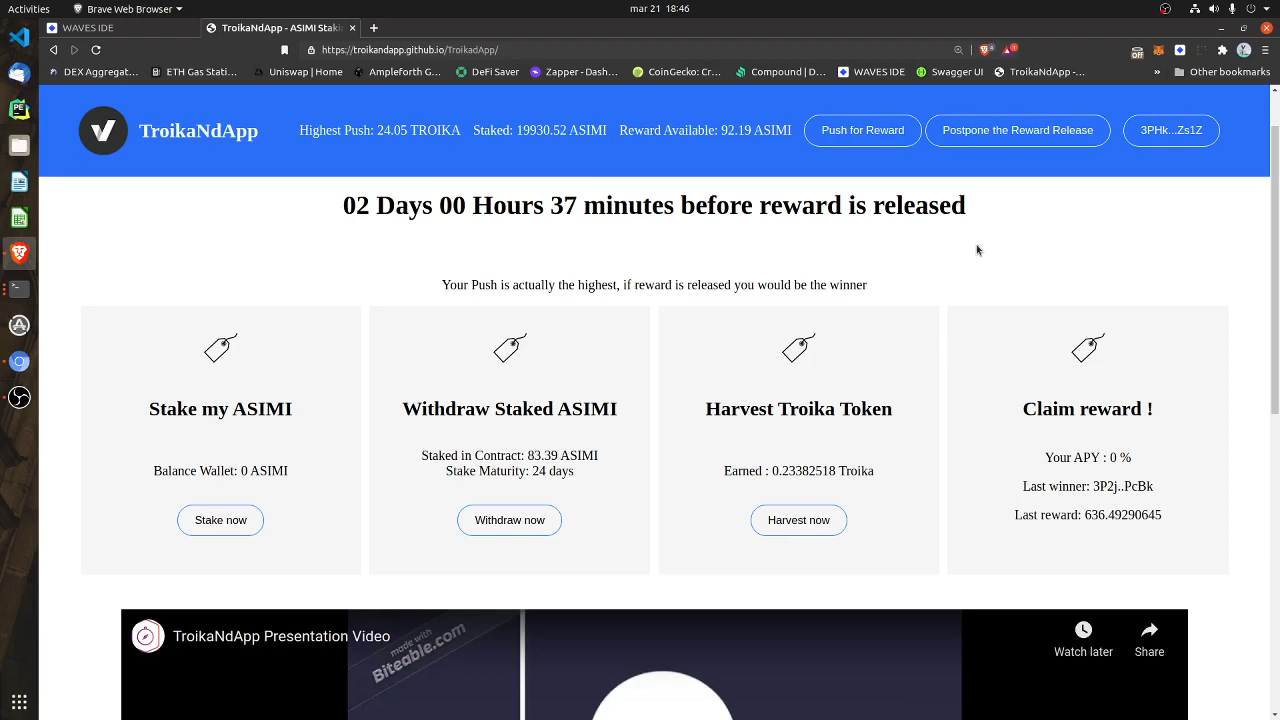 Activities
Brave Web Browser
mar 21 18:46
WAVES IDE
TroikaNdApp - ASIMI Staki
https://troikandapp.github.io/TroikadApp/
DEX Aggregat...
ETH Gas Stati...
Uniswap | Home
AmpleForth G...
DeFi Saver
Zapper - Dash...
CoinGecko: Cr...
Compound | D...
WAVES IDE
Swagger UI
TroikaNdApp -...
»
Other bookmarks
TroikaNdApp
Highest Push: 24.05 TROIKA
Staked: 19930.52 ASIMI
Reward Available: 92.19 ASIMI
Push for Reward
Postpone the Reward Release
3PHk...Zs1Z
02 Days 00 Hours 37 minutes before reward is released
Your Push is actually the highest, if reward is released you would be the winner
Stake my ASIMI
Balance Wallet: 0 ASIMI
Stake now
Withdraw Staked ASIMI
Staked in Contract: 83.39 ASIMI
Stake Maturity: 24 days
Withdraw now
Harvest Troika Token
Earned : 0.23382518 Troika
Harvest now
Claim reward !
Your APY : 0 %
Last winner: 3P2j..PcBk
Last reward: 636.49290645
TroikaNdApp Presentation Video
made with
Biteable.com
Watch later
Share